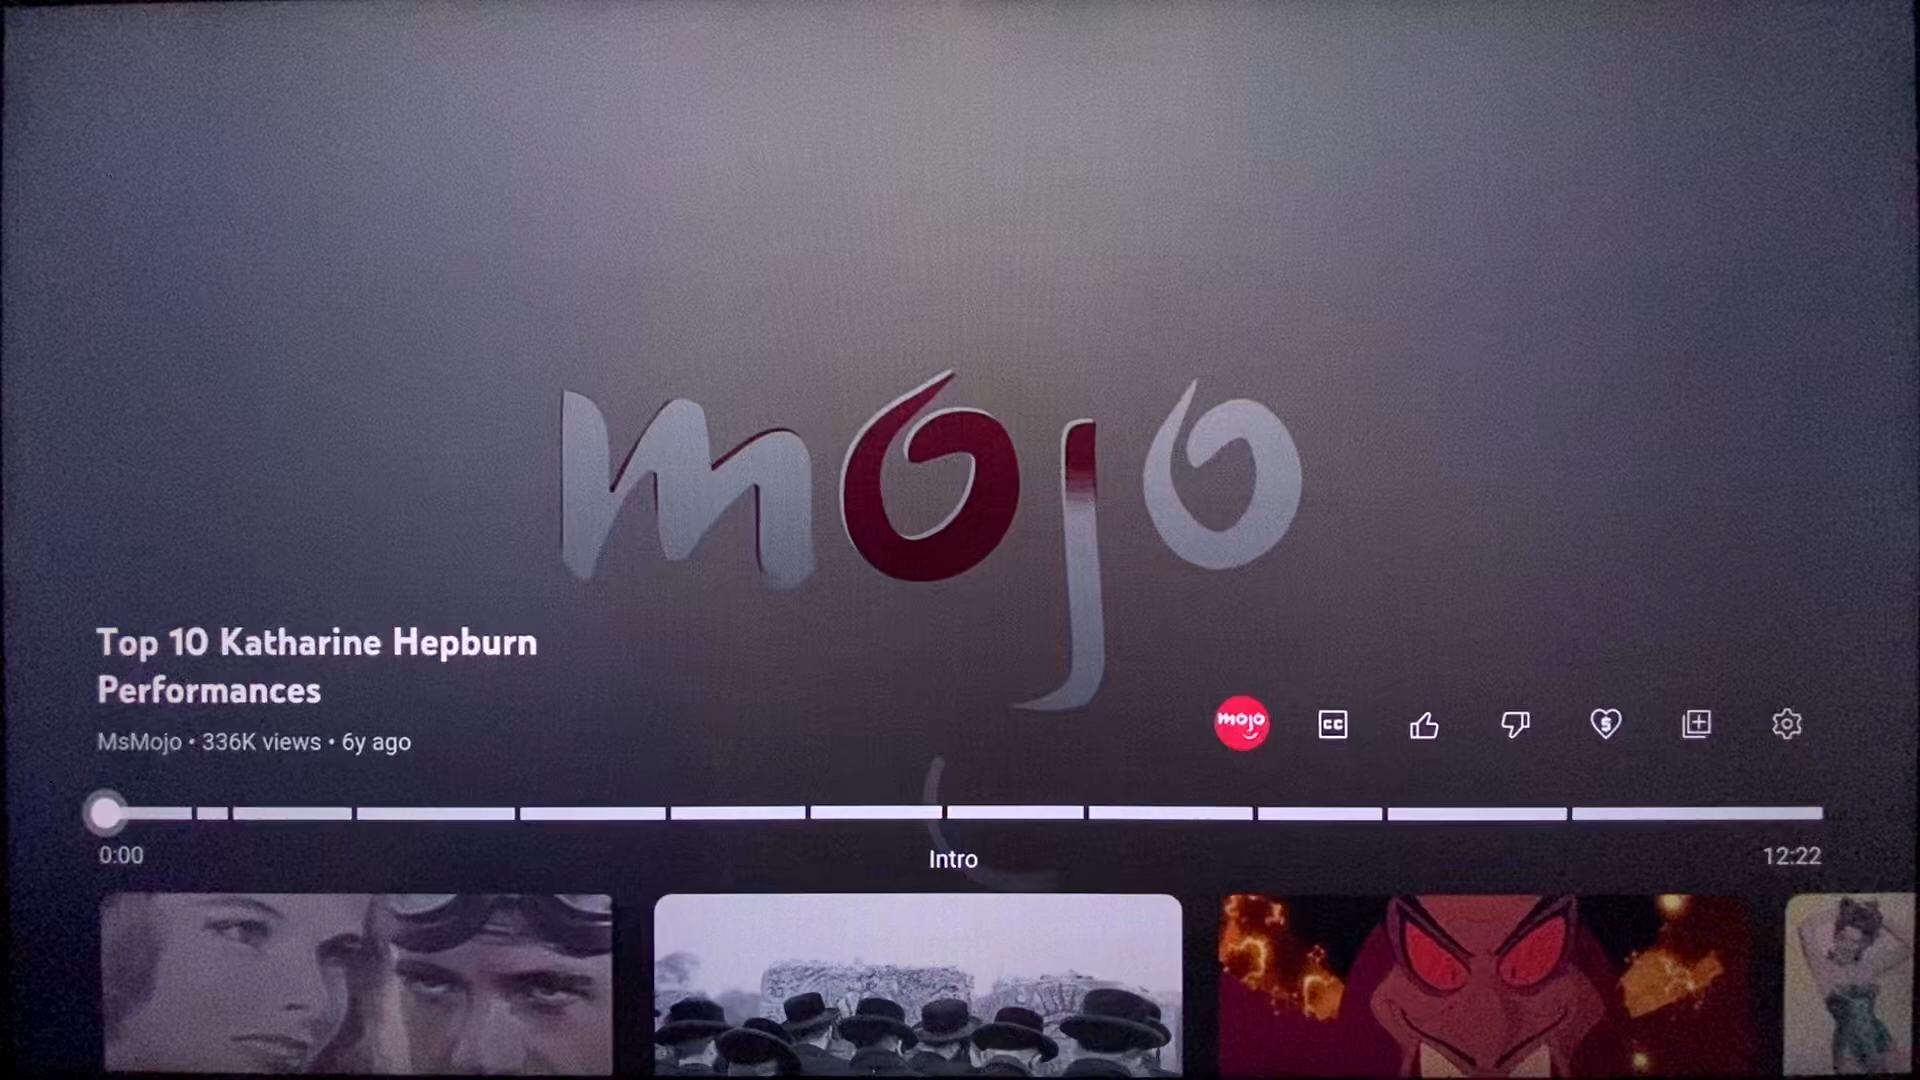 mojo
Top 10 Katharine Hepburn
Performances
MsMojo • 336K views • 6y ago
mojo
CC
0:00
Intro
12:22